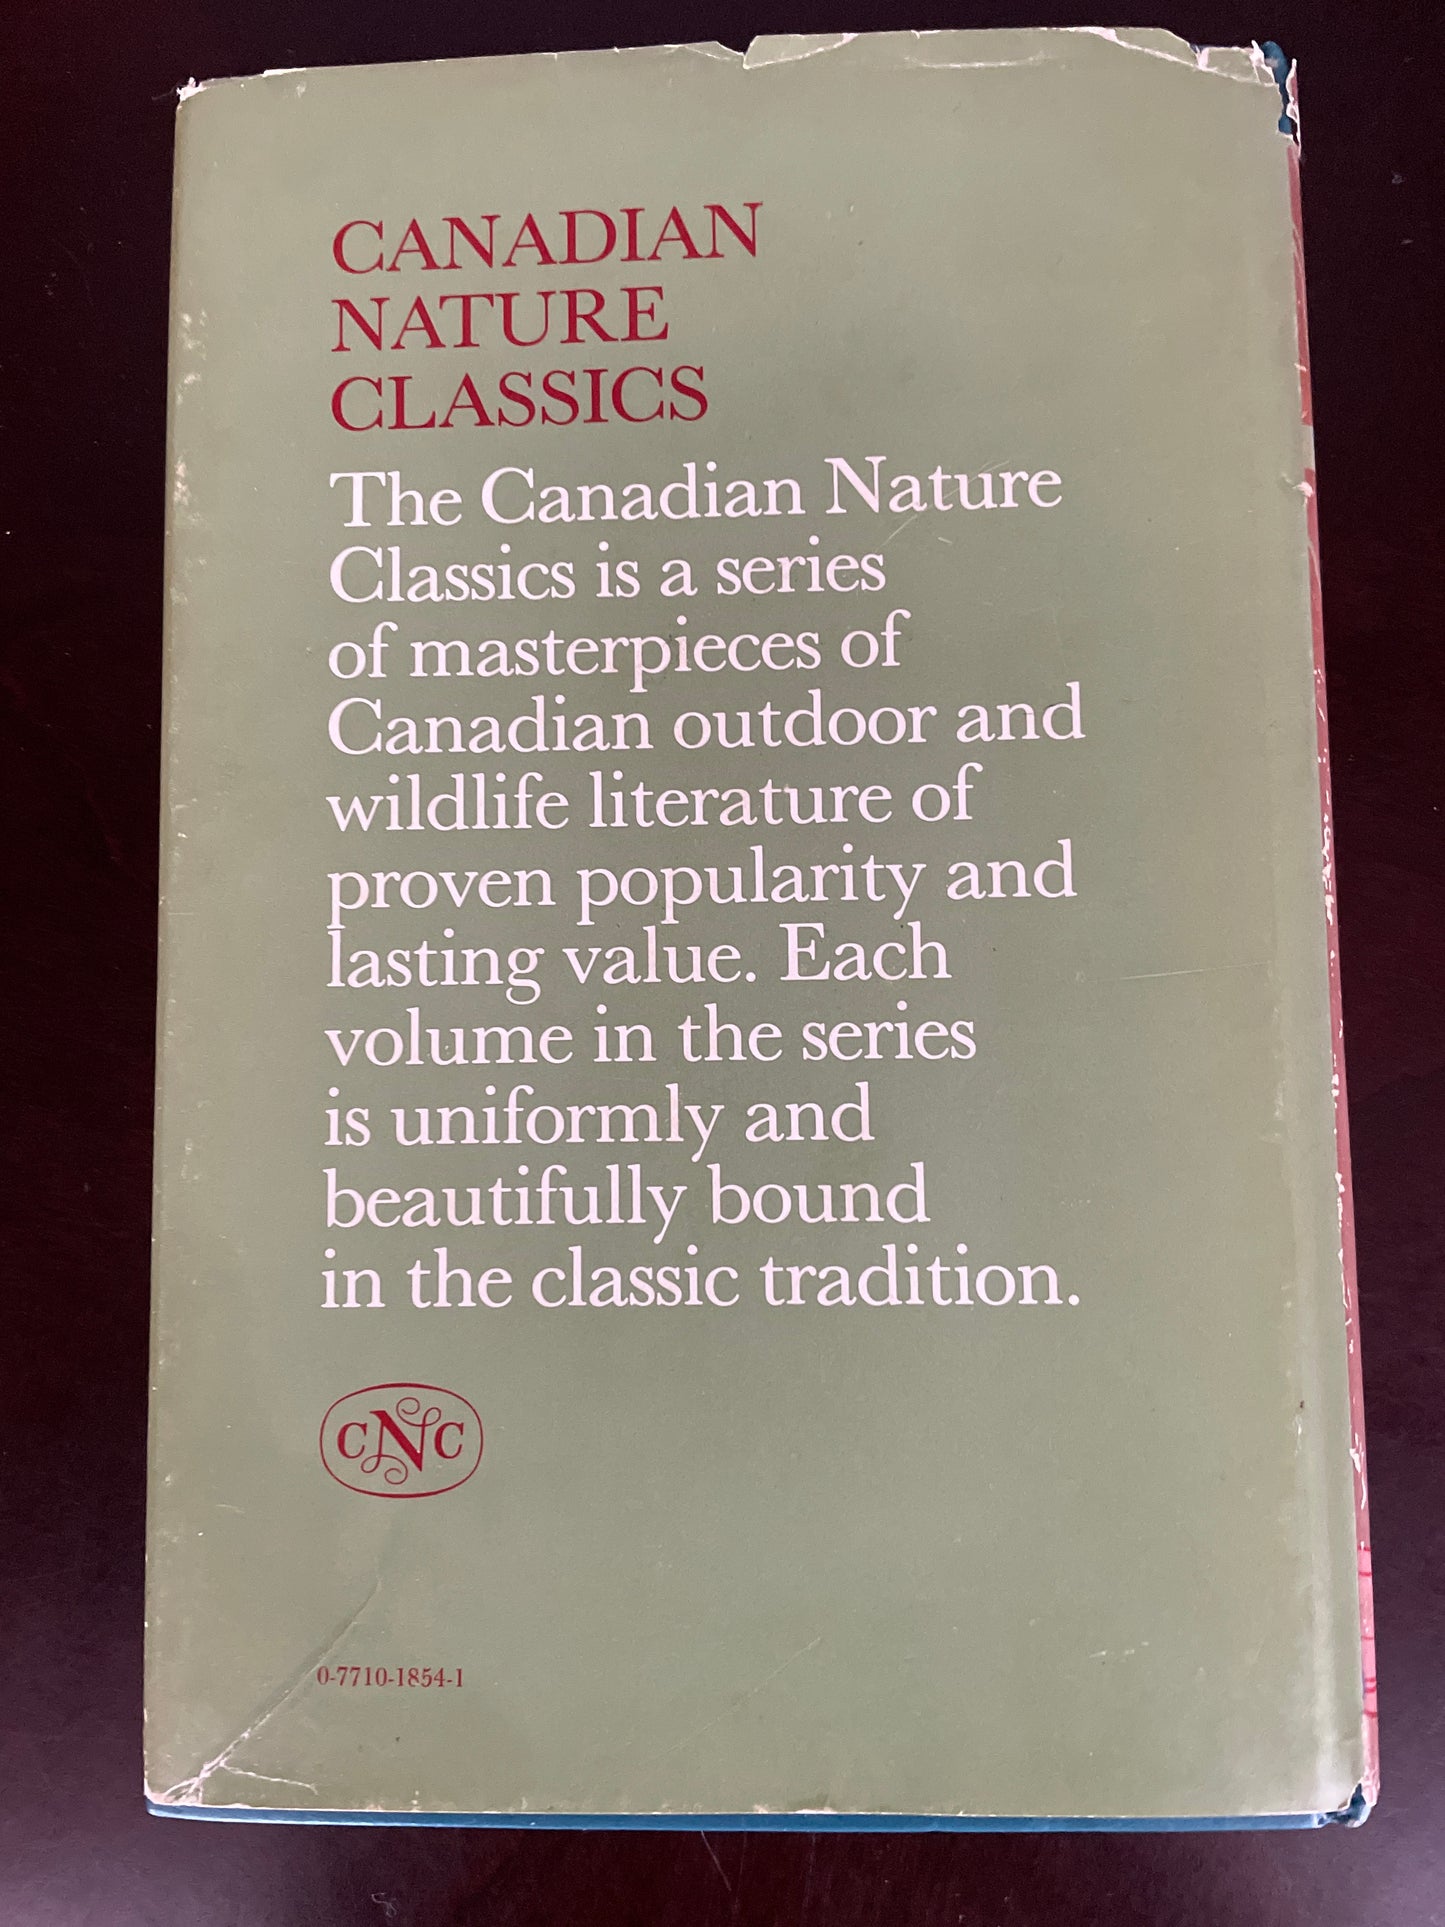 CANADIAN
NATURE
CLASSICS
The Canadian Nature
Classics is a series
of masterpieces of
Canadian outdoor and
wildlife literature of
proven popularity and
lasting value. Each
volume in the series
is uniformly and
beautifully bound
in the classic tradition.
CNC
0-7710-1854-1